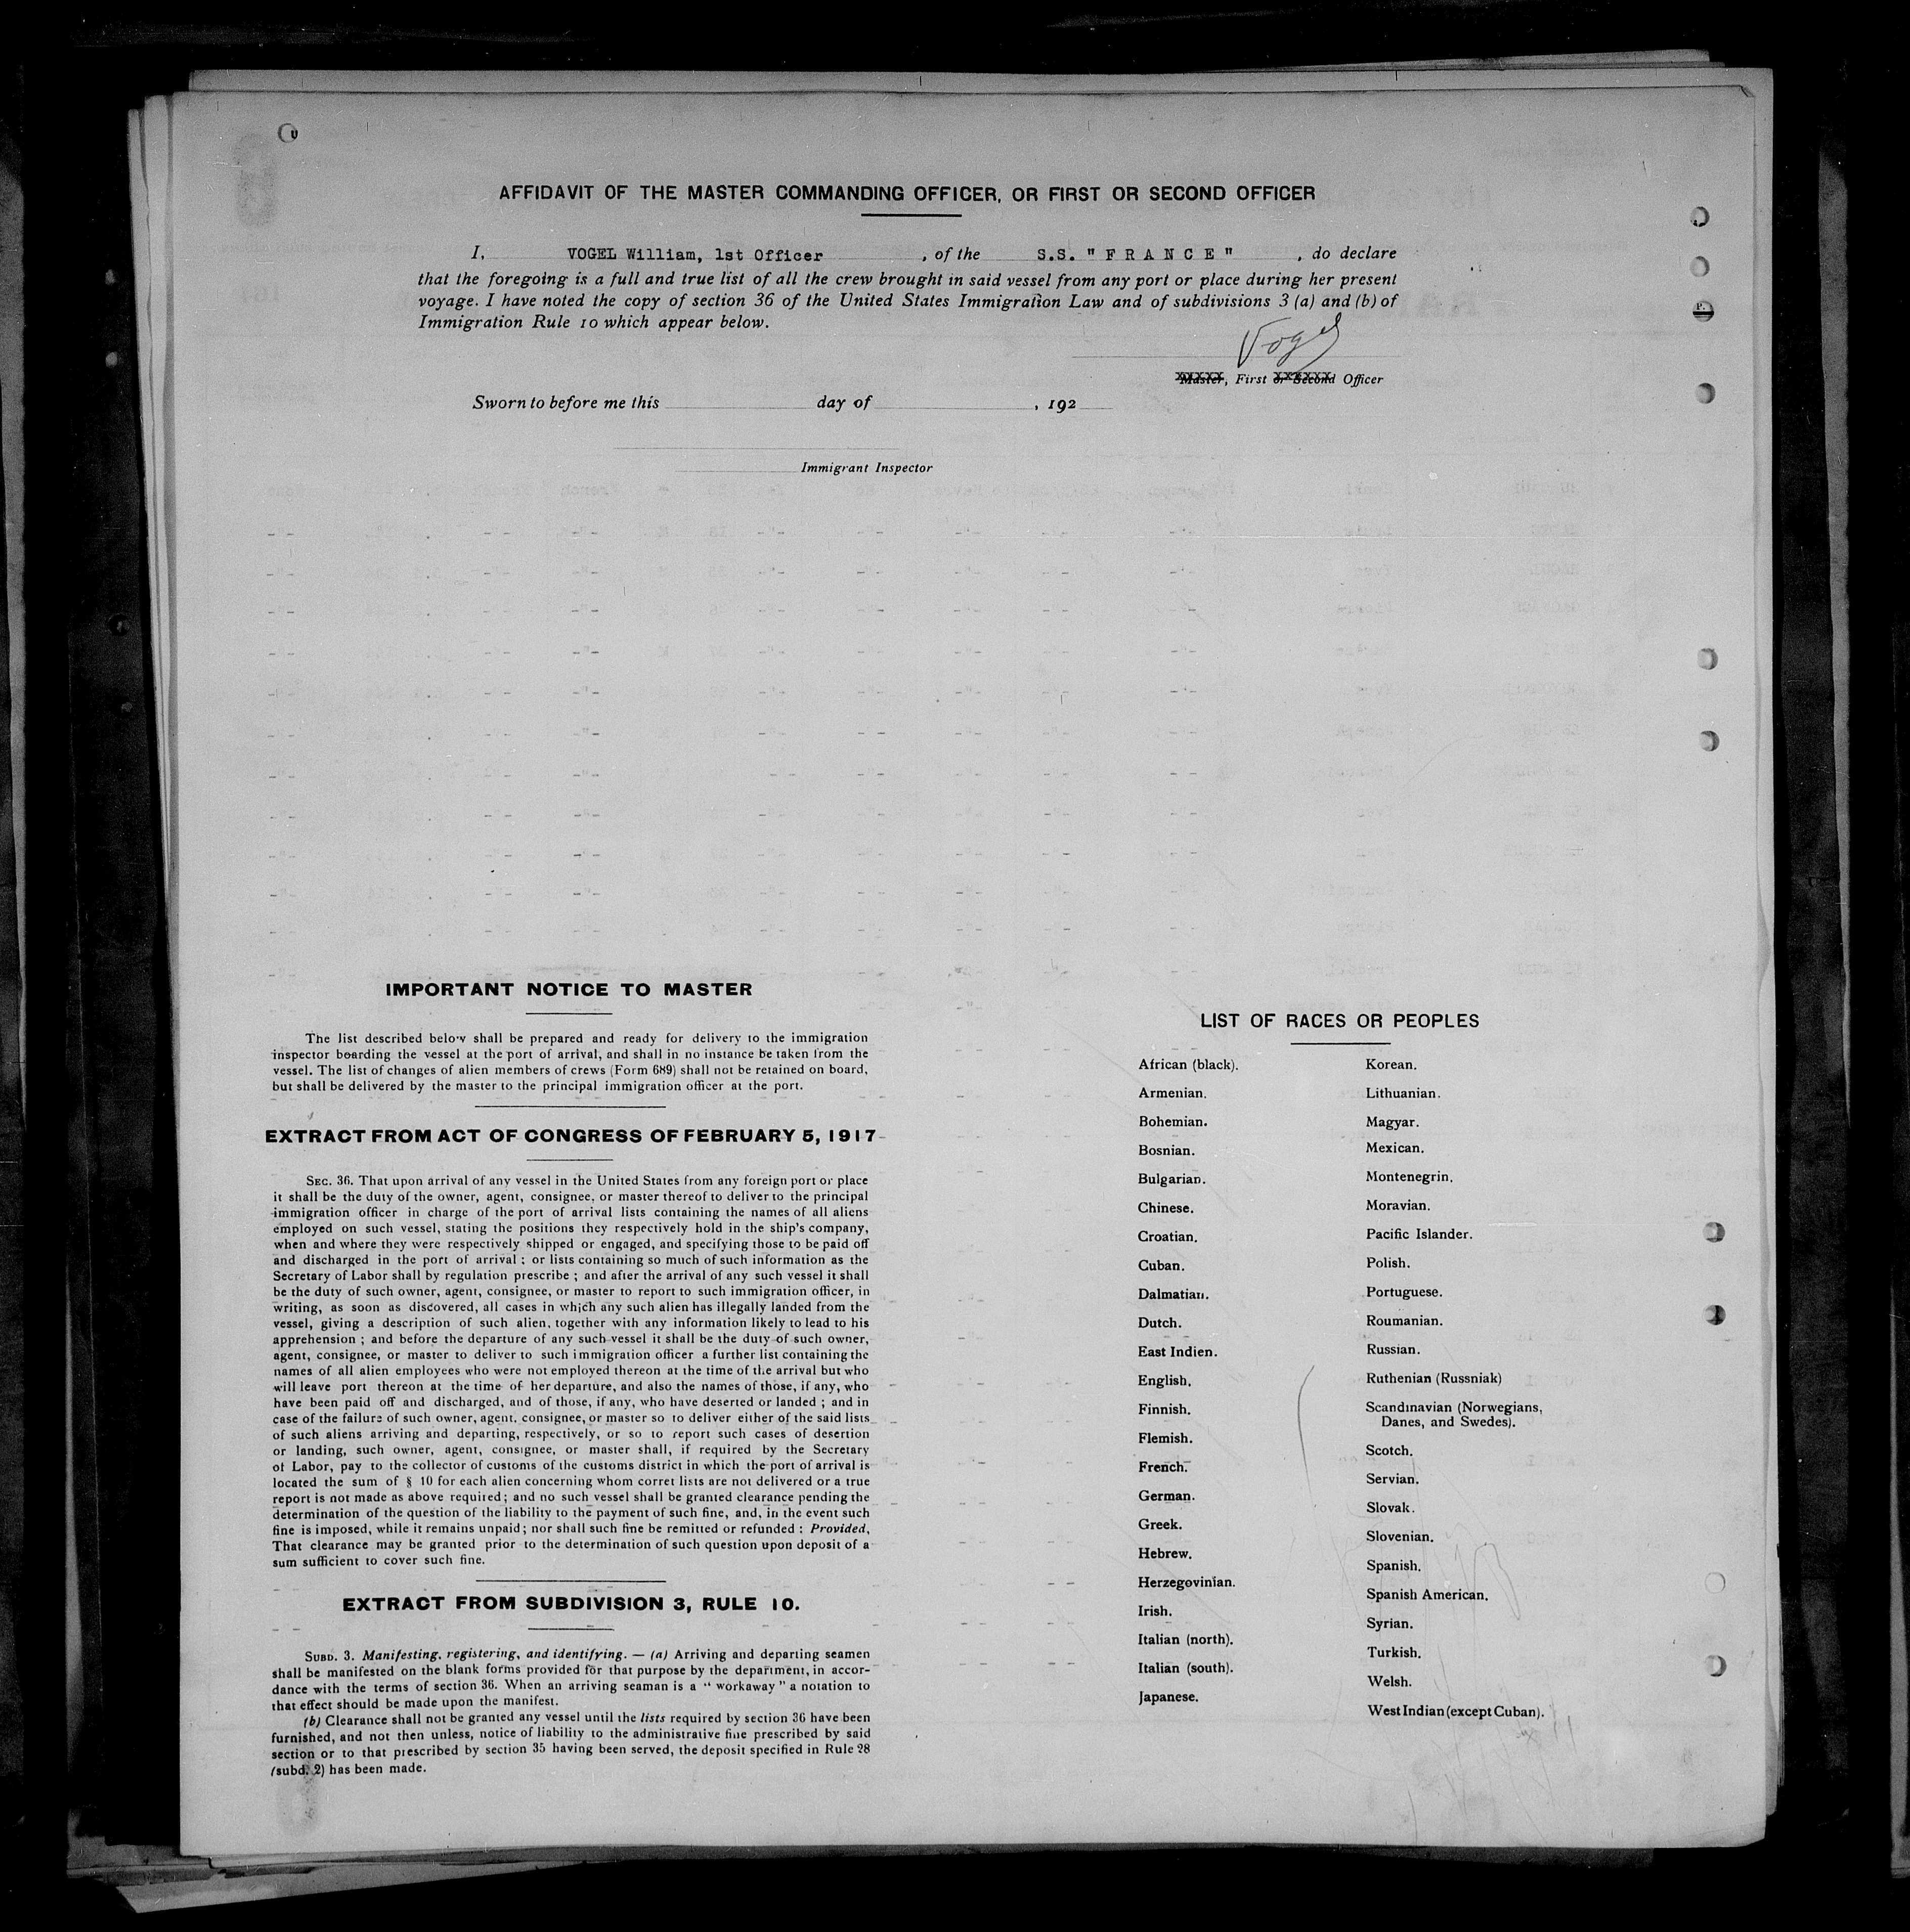 AFFIDAVIT OF THE MASTER COMMANDING OFFICER, OR FIRST OR SECOND OFFICER
I, VOGEL William, 1st Officer , of the S.S. "FRANCE" , do declare
that the foregoing is a full and true list of all the crew brought in said vessel from any port or place during her present
voyage. I have noted the copy of section 36 of the United States Immigration Law and of subdivisions 3 (a) and (b) of
Immigration Rule 10 which appear below.
Vogel
Master, First or Second Officer
Sworn to before me this day of , 192
Immigrant Inspector
IMPORTANT NOTICE TO MASTER
The list described below shall be prepared and ready for delivery to the immigration
inspector boarding the vessel at the port of arrival, and shall in no instance be taken from the
vessel. The list of changes of alien members of crews (Form 689) shall not be retained on board,
but shall be delivered by the master to the principal immigration officer at the port.
EXTRACT FROM ACT OF CONGRESS OF FEBRUARY 5, 1917
SEC. 36. That upon arrival of any vessel in the United States from any foreign port or place
it shall be the duty of the owner, agent, consignee, or master thereof to deliver to the principal
immigration officer in charge of the port of arrival lists containing the names of all aliens
employed on such vessel, stating the positions they respectively hold in the ship's company,
when and where they were respectively shipped or engaged, and specifying those to be paid off
and discharged in the port of arrival ; or lists containing so much of such information as the
Secretary of Labor shall by regulation prescribe ; and after the arrival of any such vessel it shall
be the duty of such owner, agent, consignee, or master to report to such immigration officer, in
writing, as soon as discovered, all cases in which any such alien has illegally landed from the
vessel, giving a description of such alien, together with any information likely to lead to his
apprehension ; and before the departure of any such vessel it shall be the duty of such owner,
agent, consignee, or master to deliver to such immigration officer a further list containing the
names of all alien employees who were not employed thereon at the time of the arrival but who
will leave port thereon at the time of her departure, and also the names of those, if any, who
have been paid off and discharged, and of those, if any, who have deserted or landed ; and in
case of the failure of such owner, agent, consignee, or master so to deliver either of the said lists
of such aliens arriving and departing, respectively, or so to report such cases of desertion
or landing, such owner, agent, consignee, or master shall, if required by the Secretary
of Labor, pay to the collector of customs of the customs district in which the port of arrival is
located the sum of § 10 for each alien concerning whom corret lists are not delivered or a true
report is not made as above required ; and no such vessel shall be granted clearance pending the
determination of the question of the liability to the payment of such fine, and, in the event such
fine is imposed, while it remains unpaid ; nor shall such fine be remitted or refunded : Provided,
That clearance may be granted prior to the determination of such question upon deposit of a
sum sufficient to cover such fine.
EXTRACT FROM SUBDIVISION 3, RULE 10.
SUBD. 3. Manifesting, registering, and identifying. — (a) Arriving and departing seamen
shall be manifested on the blank forms provided for that purpose by the department, in accor-
dance with the terms of section 36. When an arriving seaman is a " workaway " a notation to
that effect should be made upon the manifest.
(b) Clearance shall not be granted any vessel until the lists required by section 36 have been
furnished, and not then unless, notice of liability to the administrative fine prescribed by said
section or to that prescribed by section 35 having been served, the deposit specified in Rule 28
(subd. 2) has been made.
LIST OF RACES OR PEOPLES
African (black).
Armenian.
Bohemian.
Bosnian.
Bulgarian.
Chinese.
Croatian.
Cuban.
Dalmatian.
Dutch.
East Indien.
English.
Finnish.
Flemish.
French.
German.
Greek.
Hebrew.
Herzegovinian.
Irish.
Italian (north).
Italian (south).
Japanese.
Korean.
Lithuanian.
Magyar.
Mexican.
Montenegrin.
Moravian.
Pacific Islander.
Polish.
Portuguese.
Roumanian.
Russian.
Ruthenian (Russniak)
Scandinavian (Norwegians,
Danes, and Swedes).
Scotch.
Servian.
Slovak.
Slovenian.
Spanish.
Spanish American.
Syrian.
Turkish.
Welsh.
West Indian (except Cuban).